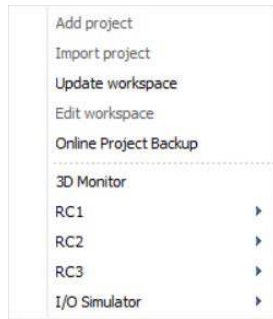 Add project
Import project
Update workspace
Edit workspace
Online Project Backup
3D Monitor
RC1
RC2
RC3
I/O Simulator